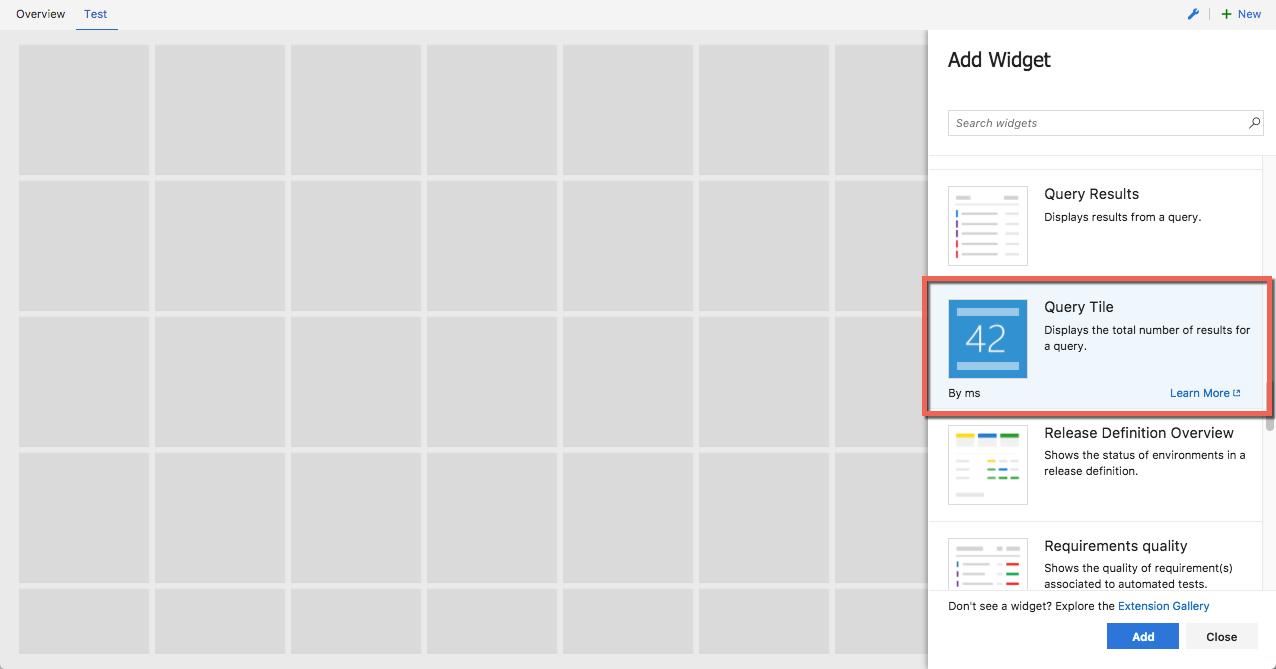 Overview Test New
Add Widget
Search widgets
Query Results
Displays results from a query.
42
Query Tile
Displays the total number of results for
a query.
By ms Learn More
Release Definition Overview
Shows the status of environments in a
release definition.
Requirements quality
Shows the quality of requirement(s)
associated to automated tests.
Don't see a widget? Explore the Extension Gallery
Add Close